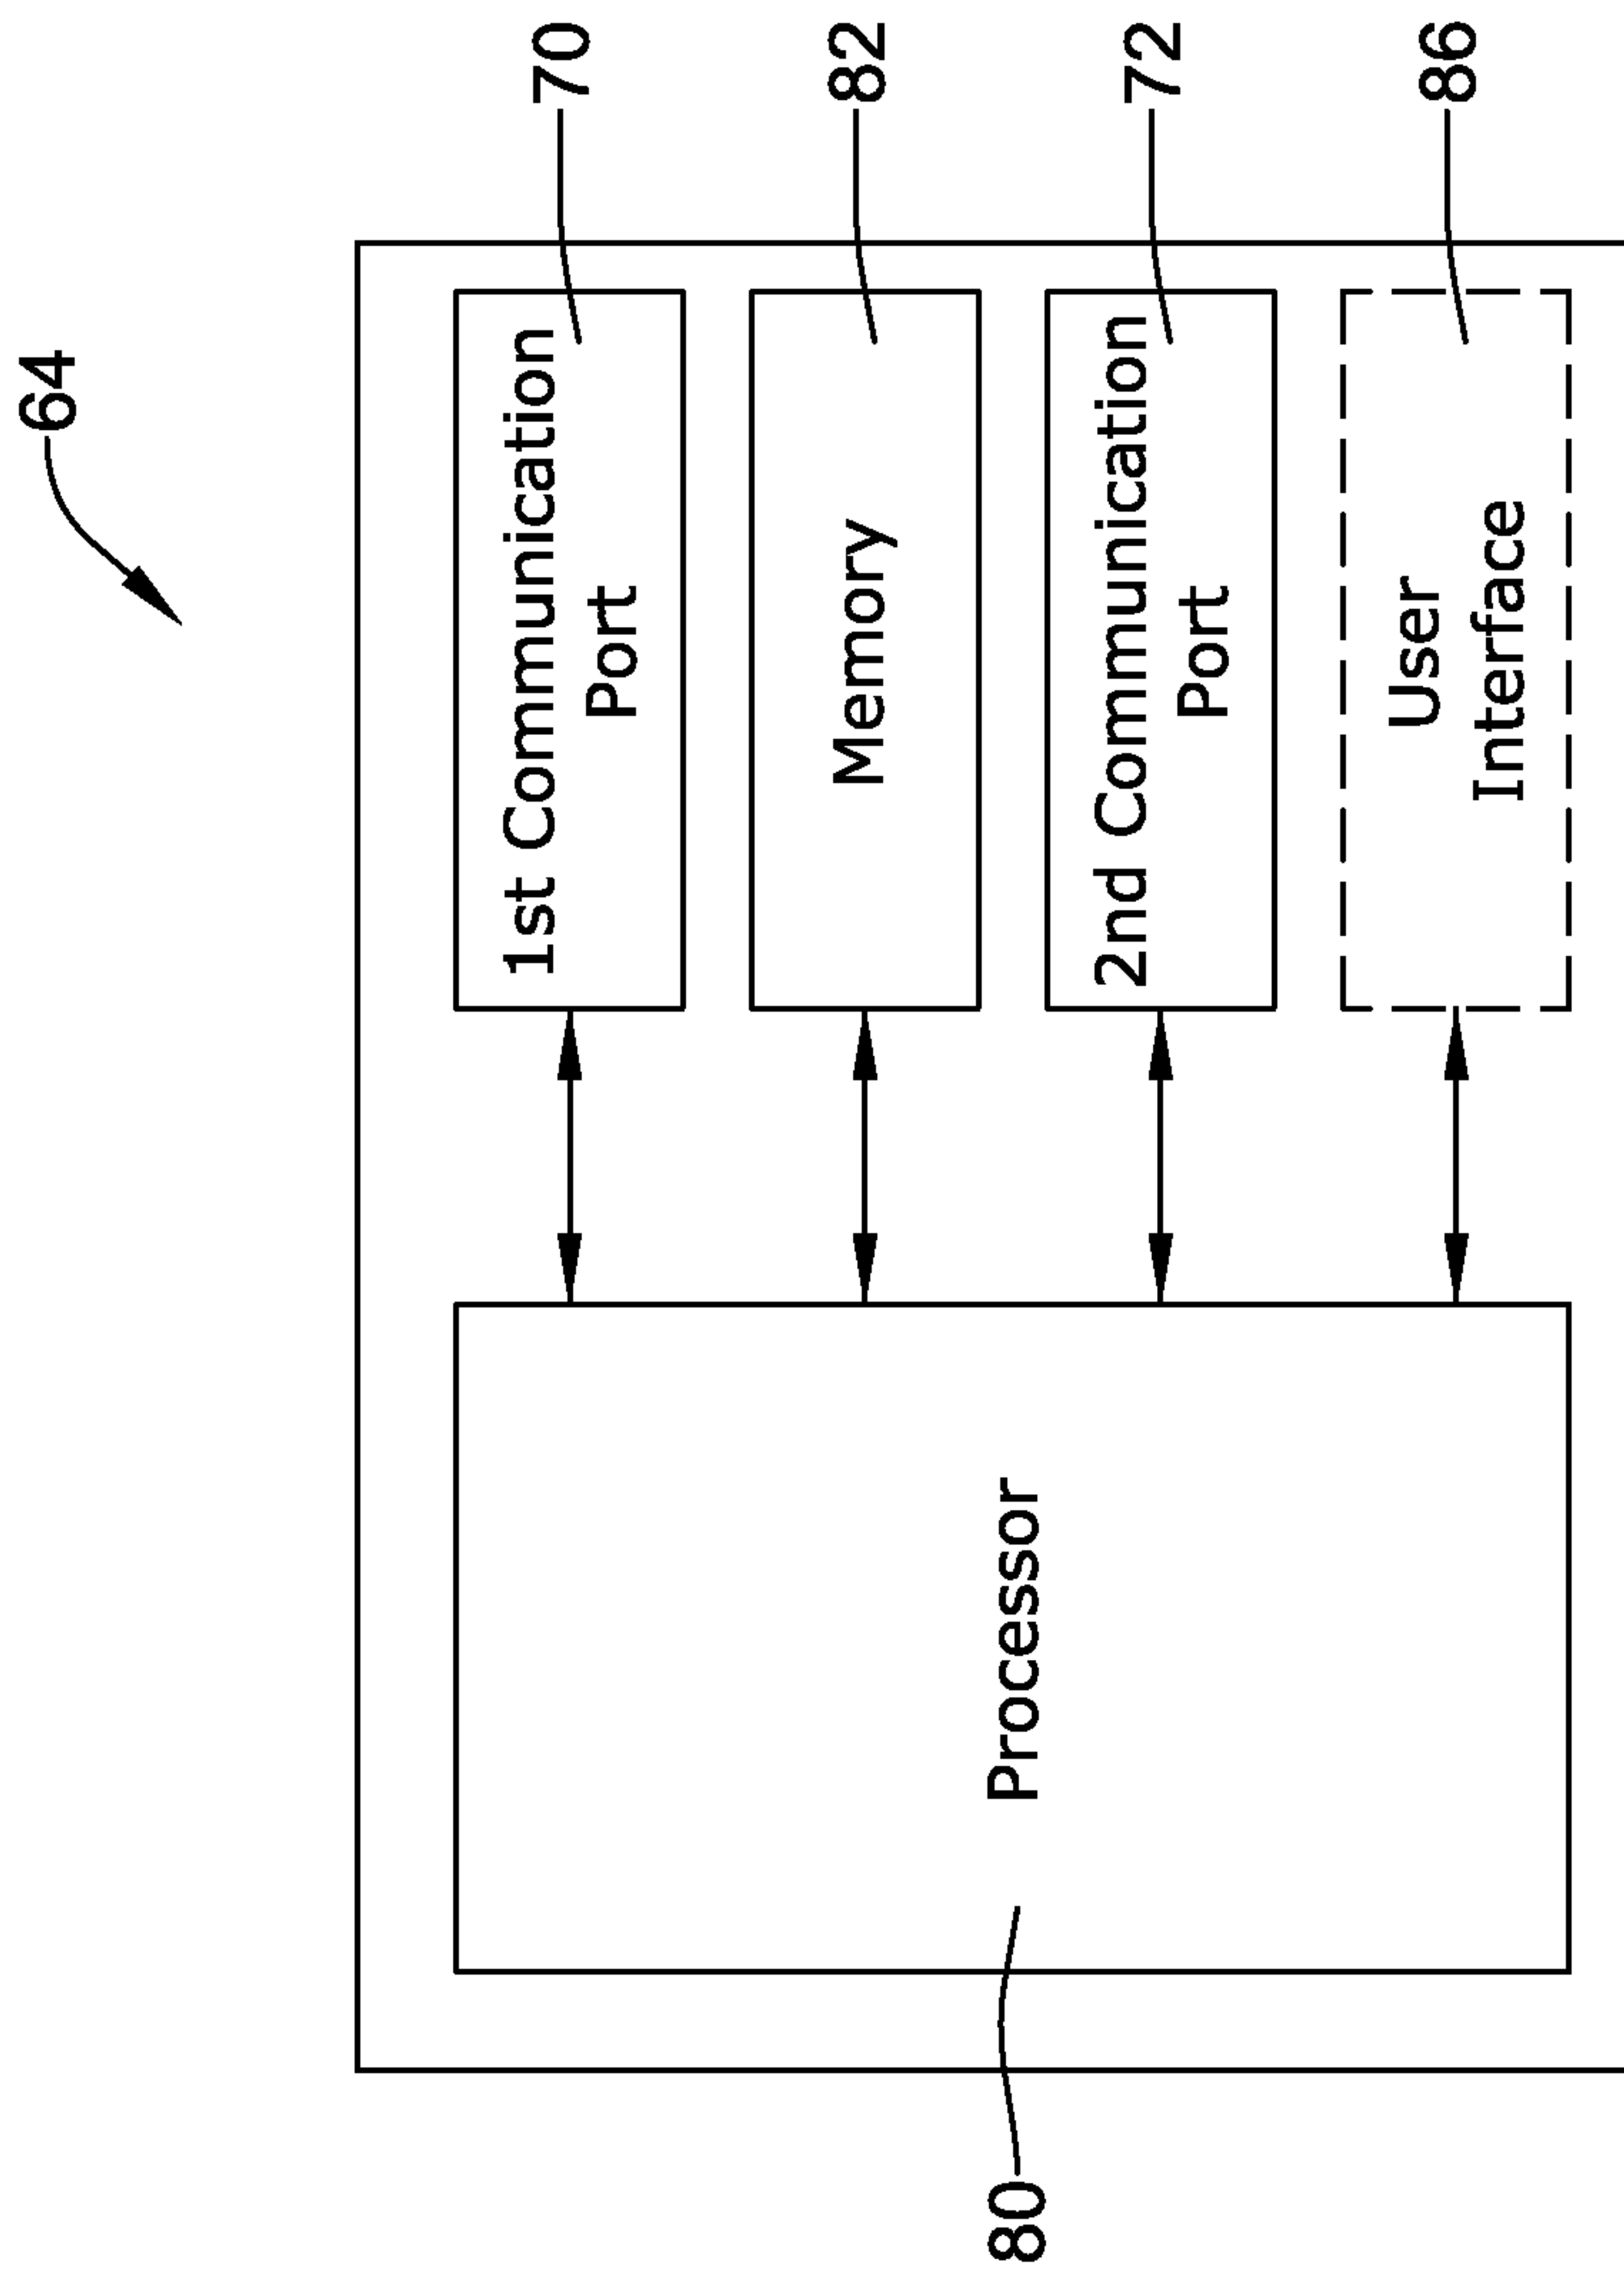 64
80
Processor
1st Communication
Port
70
Memory
82
2nd Communication
Port
72
User
Interface
86